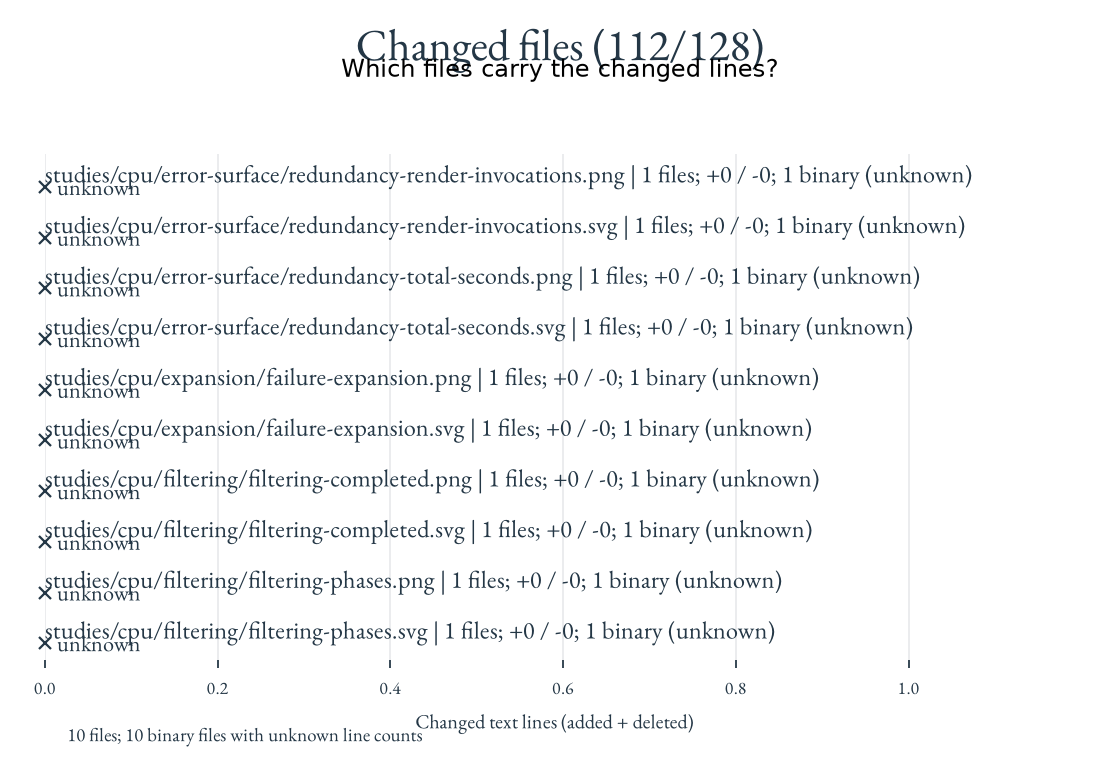 Changed files (112/128)
Which files carry the changed lines?
studies/cpu/error-surface/redundancy-render-invocations.png | 1 files; +0 / -0; 1 binary (unknown)
unknown
studies/cpu/error-surface/redundancy-render-invocations.svg | 1 files; +0 / -0; 1 binary (unknown)
unknown
studies/cpu/error-surface/redundancy-total-seconds.png | 1 files; +0 / -0; 1 binary (unknown)
unknown
studies/cpu/error-surface/redundancy-total-seconds.svg | 1 files; +0 / -0; 1 binary (unknown)
unknown
studies/cpu/expansion/failure-expansion.png | 1 files; +0 / -0; 1 binary (unknown)
unknown
studies/cpu/expansion/failure-expansion.svg | 1 files; +0 / -0; 1 binary (unknown)
unknown
studies/cpu/filtering/filtering-completed.png | 1 files; +0 / -0; 1 binary (unknown)
unknown
studies/cpu/filtering/filtering-completed.svg | 1 files; +0 / -0; 1 binary (unknown)
unknown
studies/cpu/filtering/filtering-phases.png | 1 files; +0 / -0; 1 binary (unknown)
unknown
studies/cpu/filtering/filtering-phases.svg | 1 files; +0 / -0; 1 binary (unknown)
unknown
0.0 0.2 0.4 0.6 0.8 1.0
Changed text lines (added + deleted)
10 files; 10 binary files with unknown line counts